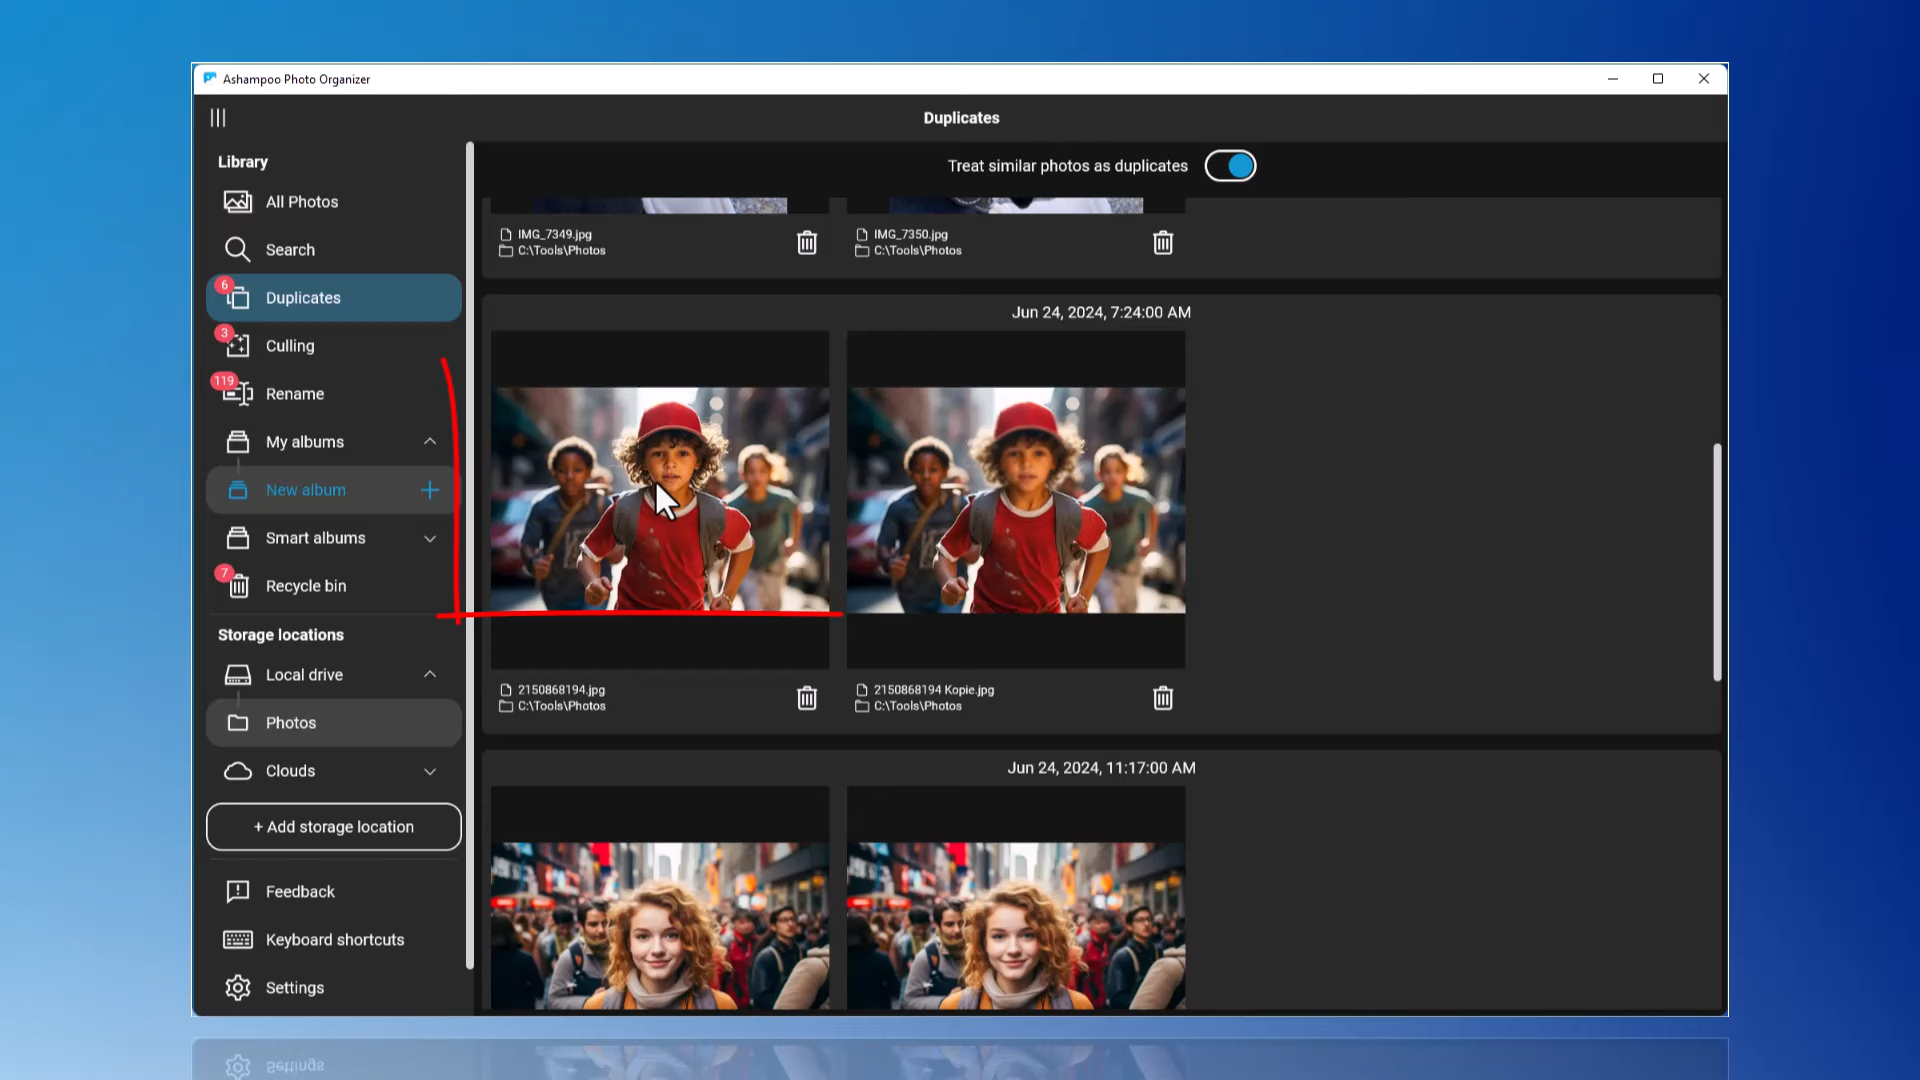 Ashampoo Photo Organizer
Duplicates
Library
Treat similar photos as duplicates
All Photos
Search
6
Duplicates
3
Culling
119
Rename
My albums
New album
Smart albums
7
Recycle bin
Storage locations
Local drive
Photos
Clouds
+ Add storage location
Feedback
Keyboard shortcuts
Settings
IMG_7349.jpg
C:\Tools\Photos
IMG_7350.jpg
C:\Tools\Photos
Jun 24, 2024, 7:24:00 AM
2150868194.jpg
C:\Tools\Photos
2150868194 Kopie.jpg
C:\Tools\Photos
Jun 24, 2024, 11:17:00 AM
Settings